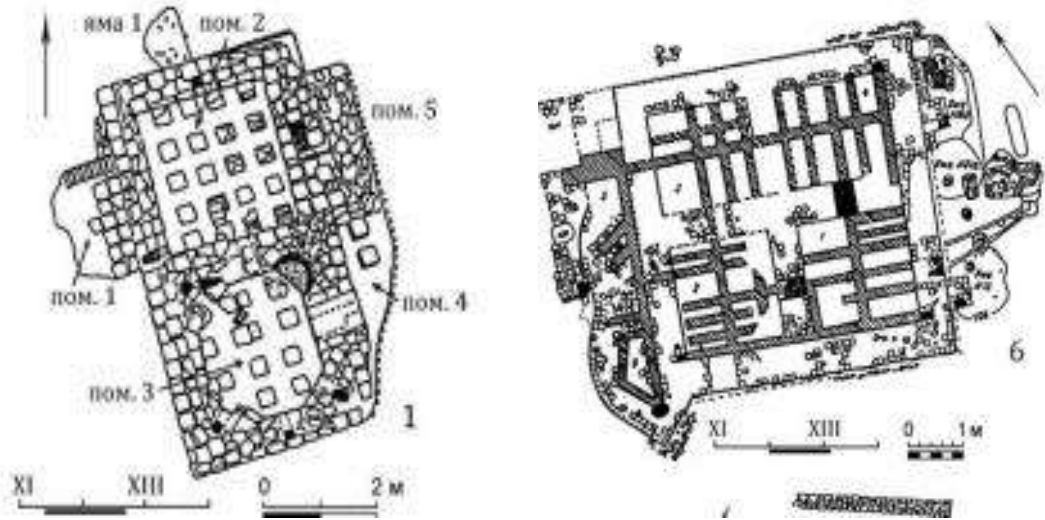 яма 1
пом. 2
пом. 5
пом. 1
пом. 4
пом. 3
1
XI XIII 0 2 м
6
XI XIII 0 1 м